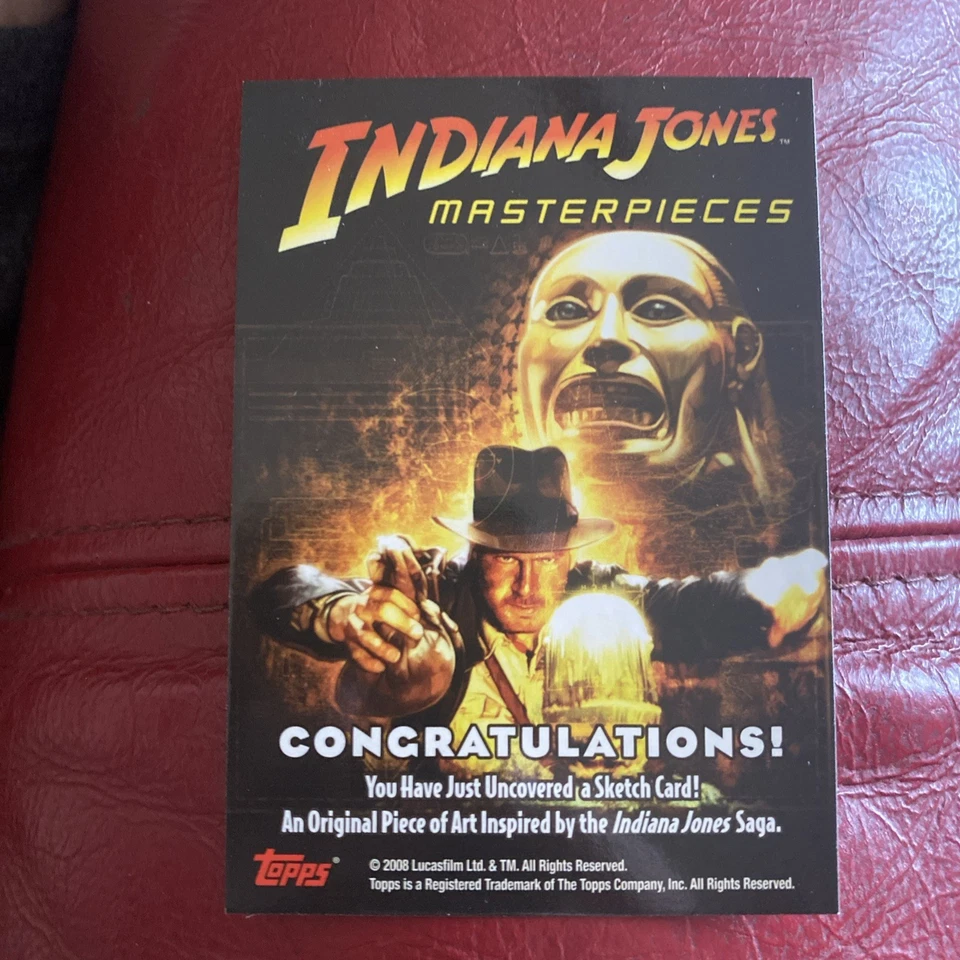 INDIANA JONES™
MASTERPIECES
CONGRATULATIONS!
You Have Just Uncovered a Sketch Card!
An Original Piece of Art Inspired by the Indiana Jones Saga.
topps®
© 2008 Lucasfilm Ltd. & TM. All Rights Reserved.
Topps is a Registered Trademark of The Topps Company, Inc. All Rights Reserved.